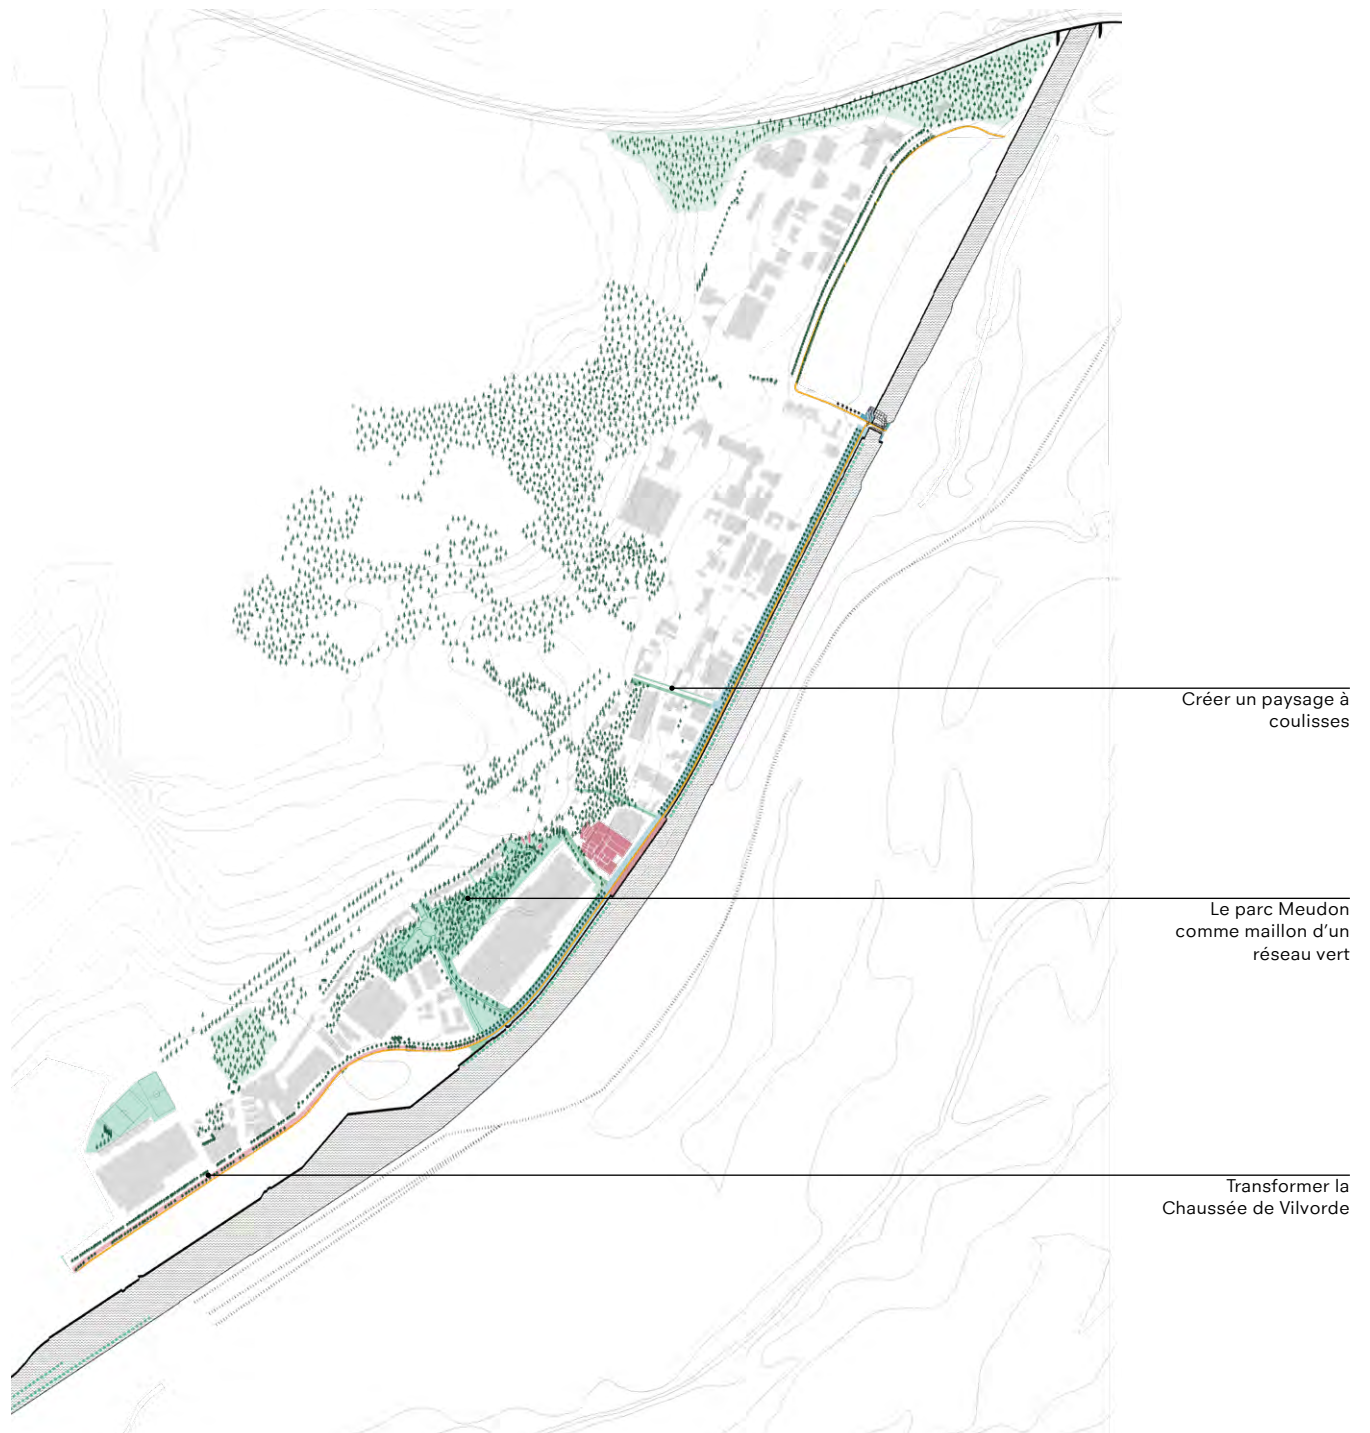 Créer un paysage à
coulisses
Le parc Meudon
comme maillon d'un
réseau vert
Transformer la
Chaussée de Vilvorde